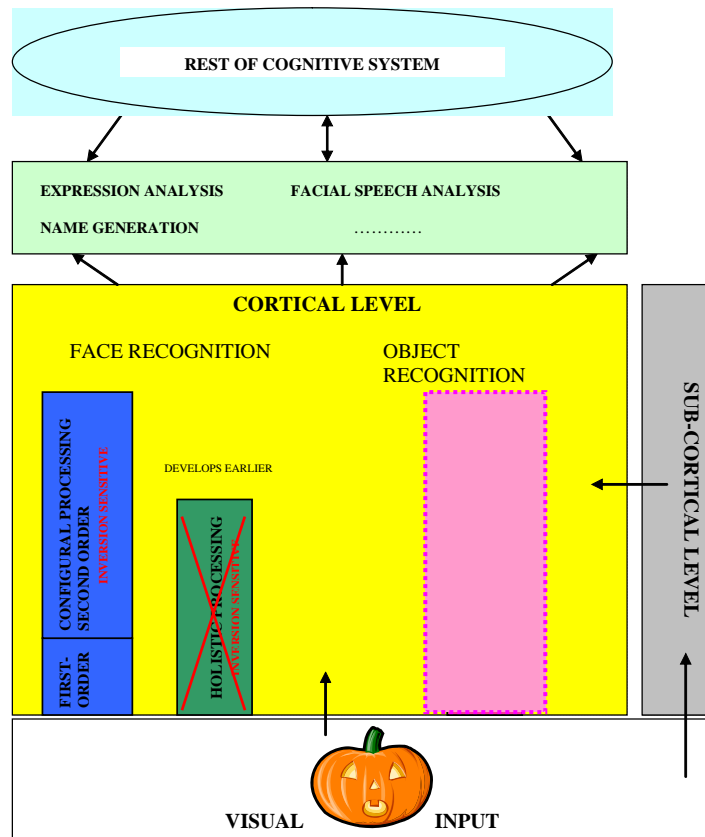 REST OF COGNITIVE SYSTEM
EXPRESSION ANALYSIS FACIAL SPEECH ANALYSIS
NAME GENERATION …………
CORTICAL LEVEL
FACE RECOGNITION
OBJECT
RECOGNITION
CONFIGURAL PROCESSING
SECOND ORDER
INVERSION SENSITIVE
FIRST-
ORDER
DEVELOPS EARLIER
HOLISTIC PROCESSING
INVERSION SENSITIVE
SUB-CORTICAL LEVEL
VISUAL INPUT